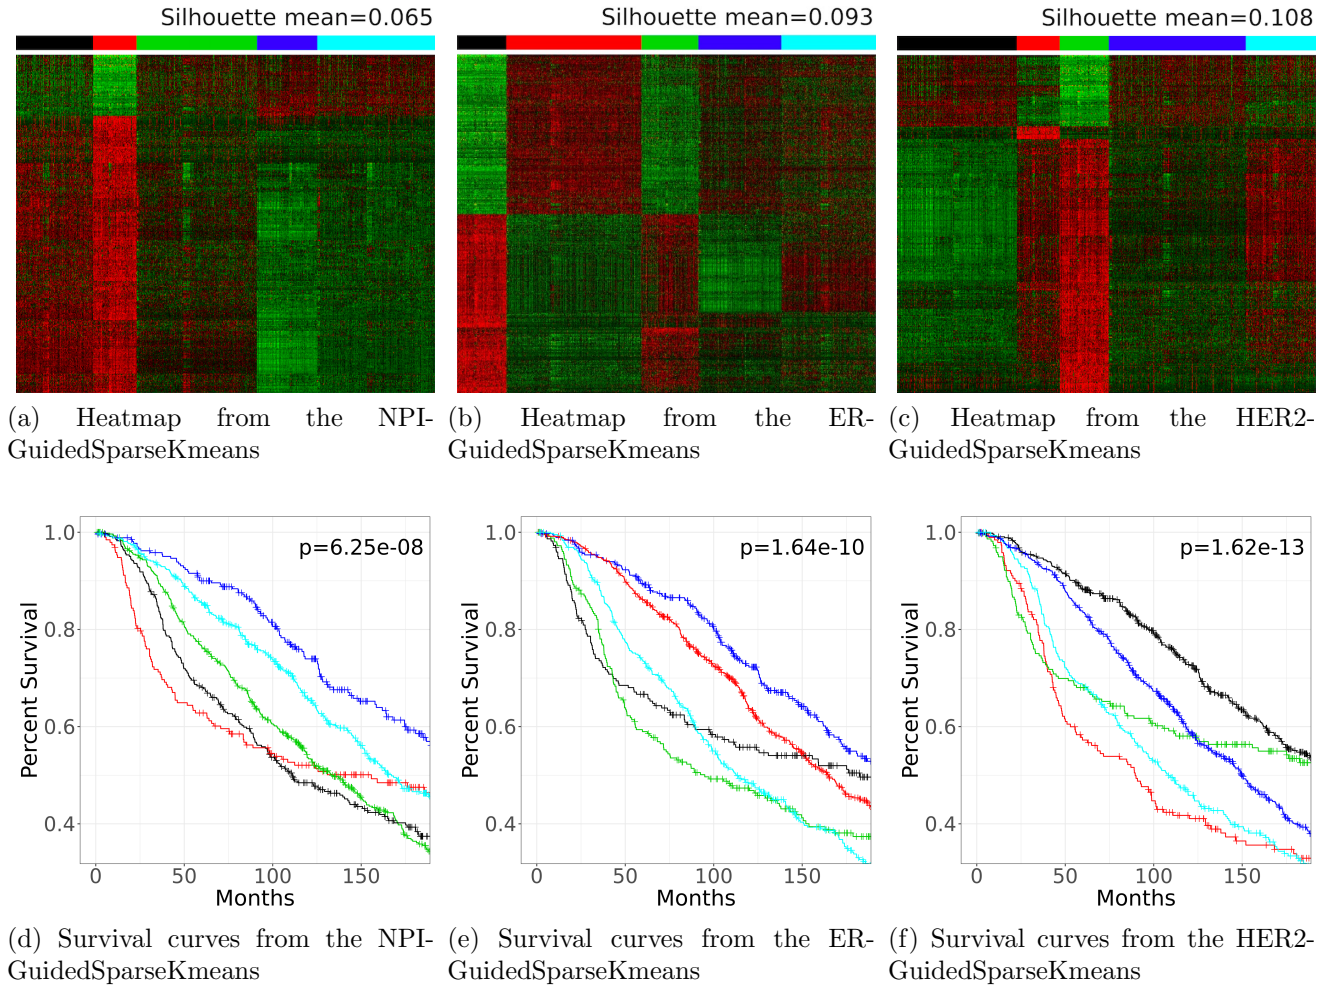 Silhouette mean=0.065
Silhouette mean=0.093
Silhouette mean=0.108
(a) Heatmap from the NPI-
GuidedSparseKmeans
(b) Heatmap from the ER-
GuidedSparseKmeans
(c) Heatmap from the HER2-
GuidedSparseKmeans
p=6.25e-08
1.0
0.8
0.6
0.4
Percent Survival
0 50 100 150
Months
p=1.64e-10
1.0
0.8
0.6
0.4
Percent Survival
0 50 100 150
Months
p=1.62e-13
1.0
0.8
0.6
0.4
Percent Survival
0 50 100 150
Months
(d) Survival curves from the NPI-
GuidedSparseKmeans
(e) Survival curves from the ER-
GuidedSparseKmeans
(f) Survival curves from the HER2-
GuidedSparseKmeans